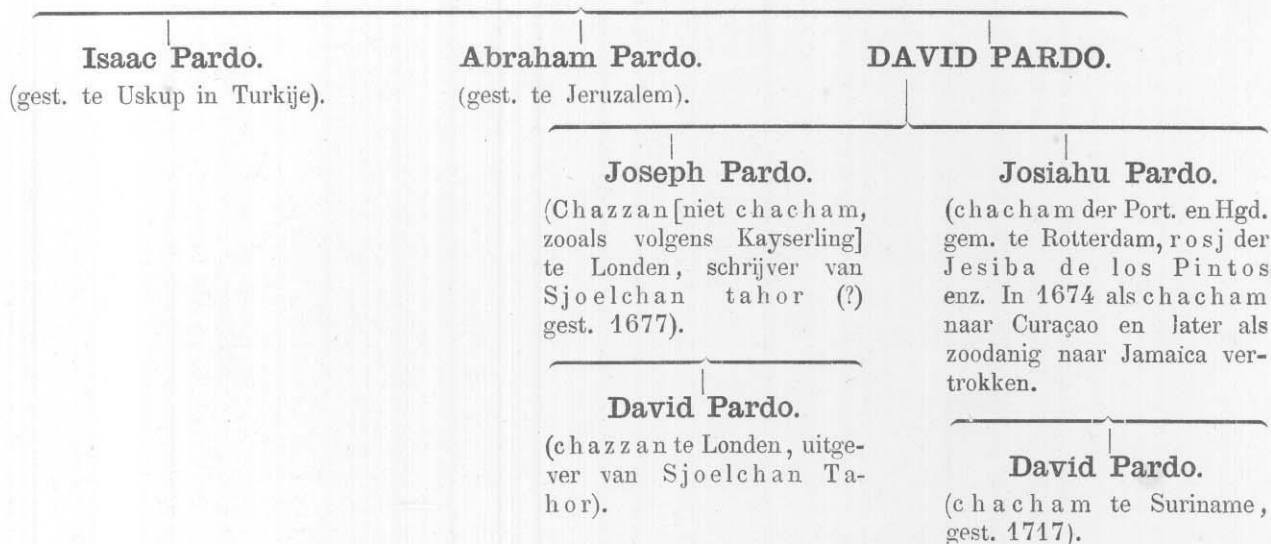 Isaac Pardo.
(gest. te Uskup in Turkije).
Abraham Pardo.
(gest. te Jeruzalem).
DAVID PARDO.
Joseph Pardo.
(Chazzan [niet chacham,
zooals volgens Kayserling]
te Londen, schrijver van
Sjoelchan tahor (?)
gest. 1677).
David Pardo.
(chazzan te Londen, uitge-
ver van Sjoelchan Ta-
hor).
Josiahu Pardo.
(chacham der Port. en Hgd.
gem. te Rotterdam, rosj der
Jesiba de los Pintos
enz. In 1674 als chacham
naar Curaçao en later als
zoodanig naar Jamaica ver-
trokken.
David Pardo.
(chacham te Suriname,
gest. 1717).